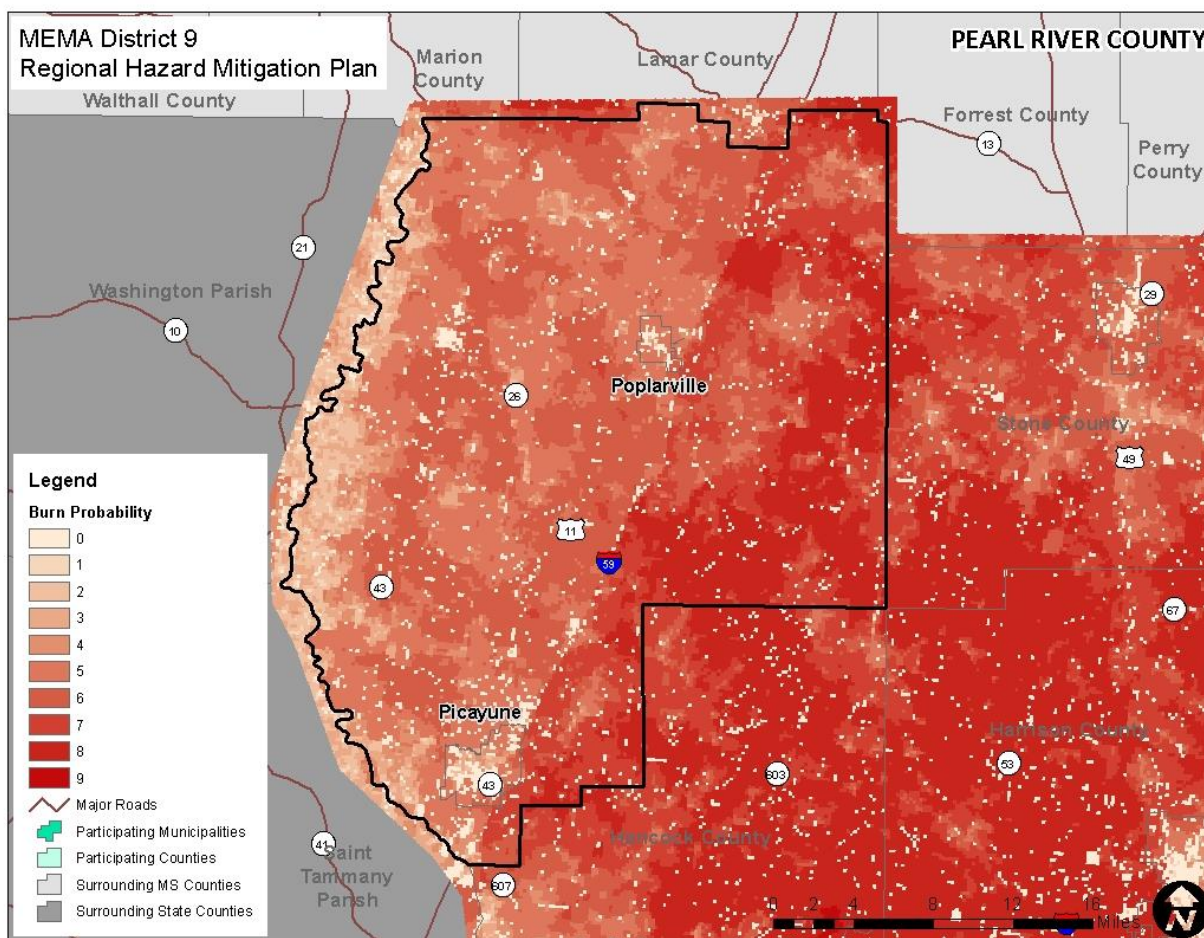 MEMA District 9
Regional Hazard Mitigation Plan
PEARL RIVER COUNTY
Marion
County
Lamar County
Walthall County
Forrest County
13
Perry
County
21
Washington Parish
10
29
Poplarville
26
Stone County
49
11
59
43
67
Picayune
Harrison County
43
603
53
Hancock County
41
Saint
Tammany
Parish
607
Legend
Burn Probability
0
1
2
3
4
5
6
7
8
9
Major Roads
Participating Municipalities
Participating Counties
Surrounding MS Counties
Surrounding State Counties
0 2 4 8 12 16
Miles
N